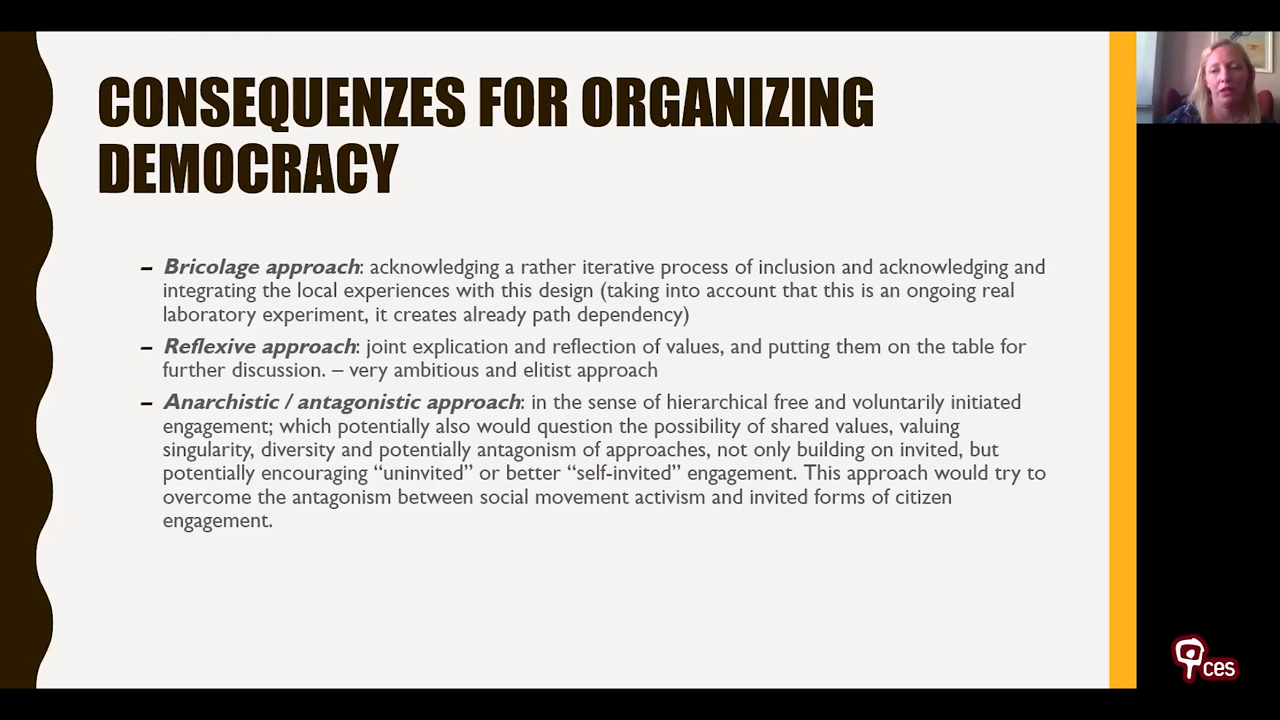 CONSEQUENZES FOR ORGANIZING
DEMOCRACY
– Bricolage approach: acknowledging a rather iterative process of inclusion and acknowledging and
integrating the local experiences with this design (taking into account that this is an ongoing real
laboratory experiment, it creates already path dependency)
– Reflexive approach: joint explication and reflection of values, and putting them on the table for
further discussion. – very ambitious and elitist approach
– Anarchistic / antagonistic approach: in the sense of hierarchical free and voluntarily initiated
engagement; which potentially also would question the possibility of shared values, valuing
singularity, diversity and potentially antagonism of approaches, not only building on invited, but
potentially encouraging “uninvited” or better “self-invited” engagement. This approach would try to
overcome the antagonism between social movement activism and invited forms of citizen
engagement.
ces